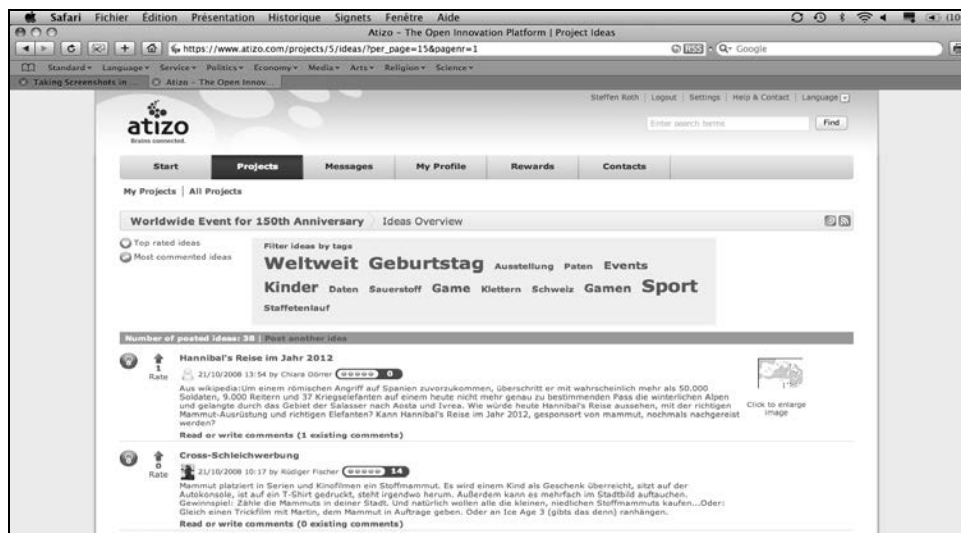 Safari Fichier Édition Présentation Historique Signets Fenêtre Aide
Atizo – The Open Innovation Platform | Project Ideas
https://www.atizo.com/projects/5/ideas/?per_page=15&pagenr=1
RSS
Google
Standard Language Service Politics Economy Media Arts Religion Science
Taking Screenshots in ...
Atizo – The Open Innov...
Steffen Roth | Logout | Settings | Help & Contact | Language
atizo
Brains connected.
Enter search terms
Find
Start Projects Messages My Profile Rewards Contacts
My Projects | All Projects
Worldwide Event for 150th Anniversary Ideas Overview
Top rated ideas
Most commented ideas
Filter ideas by tags
Weltweit Geburtstag Ausstellung Paten Events
Kinder Daten Sauerstoff Game Klettern Schweiz Gamen Sport
Staffetenlauf
Number of posted ideas: 38 | Post another idea
1
Rate
Hannibal's Reise im Jahr 2012
21/10/2008 13:54 by Chiara Dörrer 0
Aus wikipedia:Um einem römischen Angriff auf Spanien zuvorzukommen, überschritt er mit wahrscheinlich mehr als 50.000
Soldaten, 9.000 Reitern und 37 Kriegselefanten auf einem heute nicht mehr genau zu bestimmenden Pass die winterlichen Alpen
und gelangte durch das Gebiet der Salasser nach Aosta und Ivrea. Wie würde heute Hannibal's Reise aussehen, mit der richtigen
Mammut-Ausrüstung und richtigen Elefanten? Kann Hannibal's Reise im Jahr 2012, gesponsort von mammut, nochmals nachgereist
werden?
Read or write comments (1 existing comments)
Click to enlarge
image
0
Rate
Cross-Schleichwerbung
21/10/2008 10:17 by Rüdiger Fischer 14
Mammut platziert in Serien und Kinofilmen ein Stoffmammut. Es wird einem Kind als Geschenk überreicht, sitzt auf der
Autokonsole, ist auf ein T-Shirt gedruckt, steht irgendwo herum. Außerdem kann es mehrfach im Stadtbild auftauchen.
Gewinnspiel: Zähle die Mammuts in deiner Stadt. Und natürlich wollen alle die kleinen, niedlichen Stoffmammuts kaufen...Oder:
Gleich einen Trickfilm mit Martin, dem Mammut in Auftrage geben. Oder an Ice Age 3 (gibts das denn) ranhängen.
Read or write comments (0 existing comments)